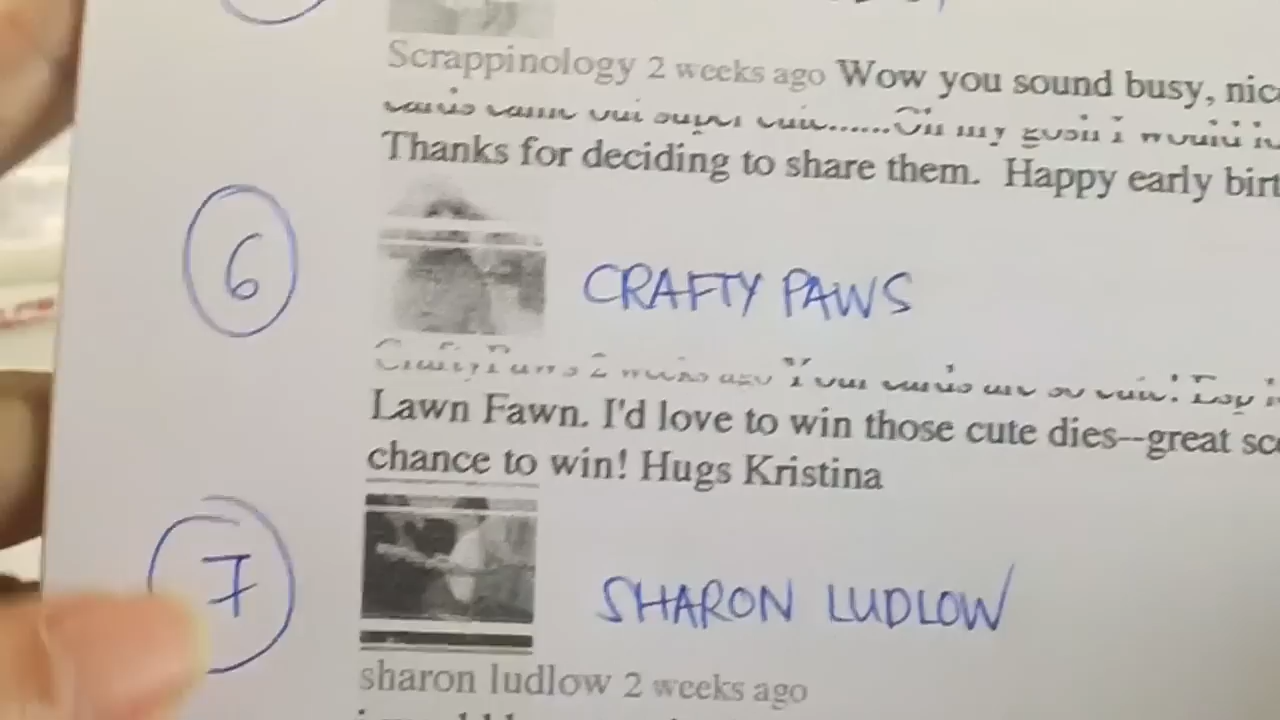 Scrappinology 2 weeks ago Wow you sound busy, nic
Thanks for deciding to share them. Happy early birt
6
CRAFTY PAWS
Lawn Fawn. I'd love to win those cute dies--great sc
chance to win! Hugs Kristina
7
SHARON LUDLOW
sharon ludlow 2 weeks ago